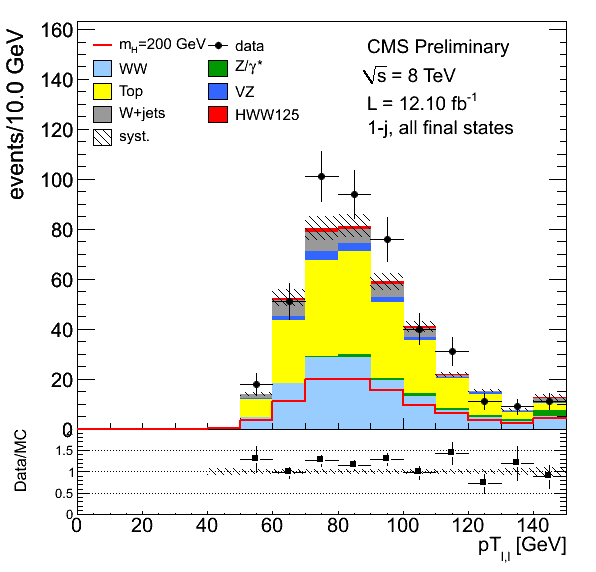 160
140
120
100
80
60
40
20
0
events/10.0 GeV
m_H=200 GeV
data
WW
Z/γ*
Top
VZ
W+jets
HWW125
syst.
CMS Preliminary
√s = 8 TeV
L = 12.10 fb⁻¹
1-j, all final states
Data/MC
2
1.5
1
0.5
0
0 20 40 60 80 100 120 140
pT_l,l [GeV]